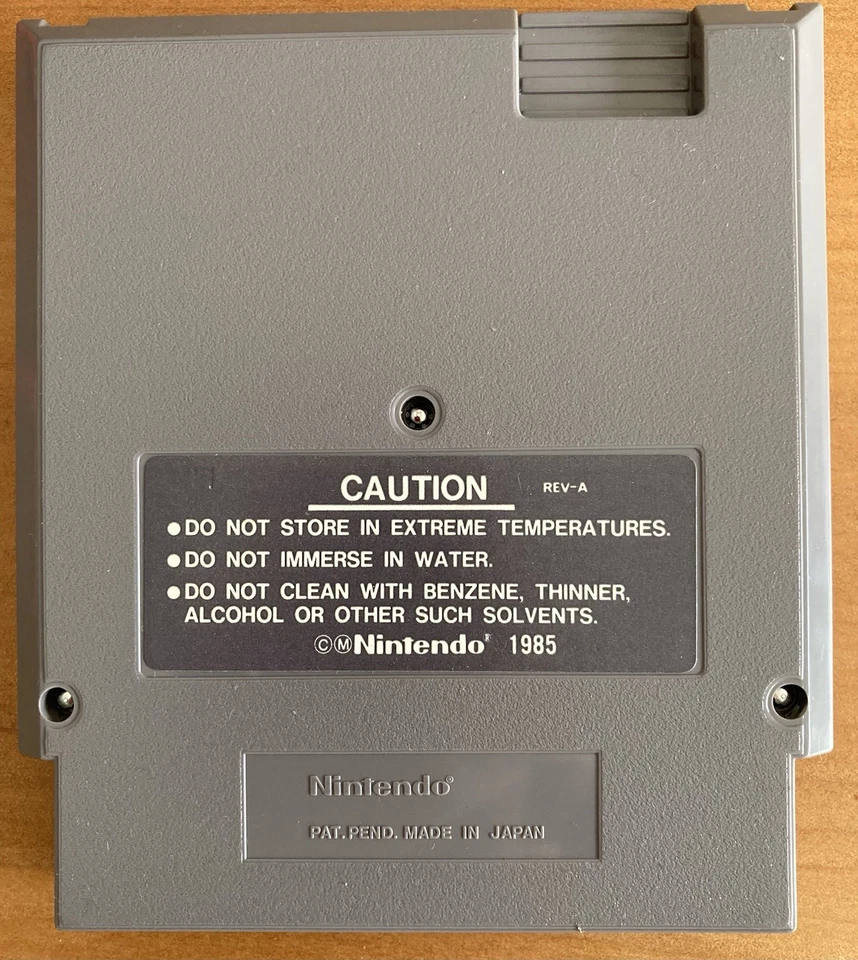 CAUTION REV-A
●DO NOT STORE IN EXTREME TEMPERATURES.
●DO NOT IMMERSE IN WATER.
●DO NOT CLEAN WITH BENZENE, THINNER,
ALCOHOL OR OTHER SUCH SOLVENTS.
ⒸⓂNintendo® 1985
Nintendo®
PAT. PEND. MADE IN JAPAN